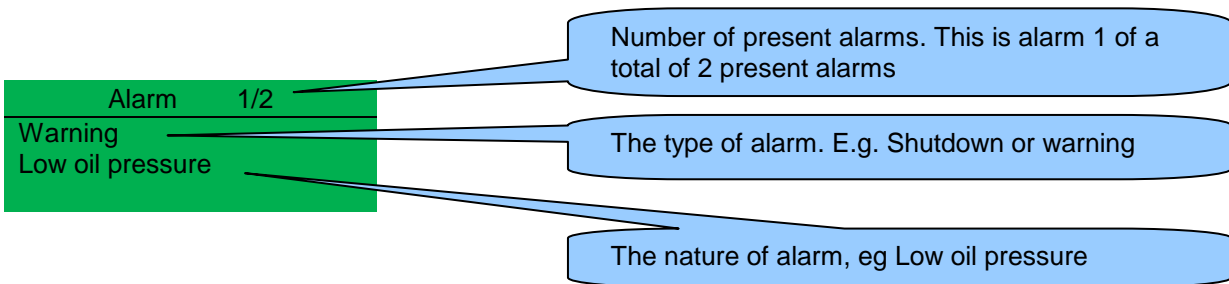 Number of present alarms. This is alarm 1 of a
total of 2 present alarms
Alarm 1/2
Warning
Low oil pressure
The type of alarm. E.g. Shutdown or warning
The nature of alarm, eg Low oil pressure